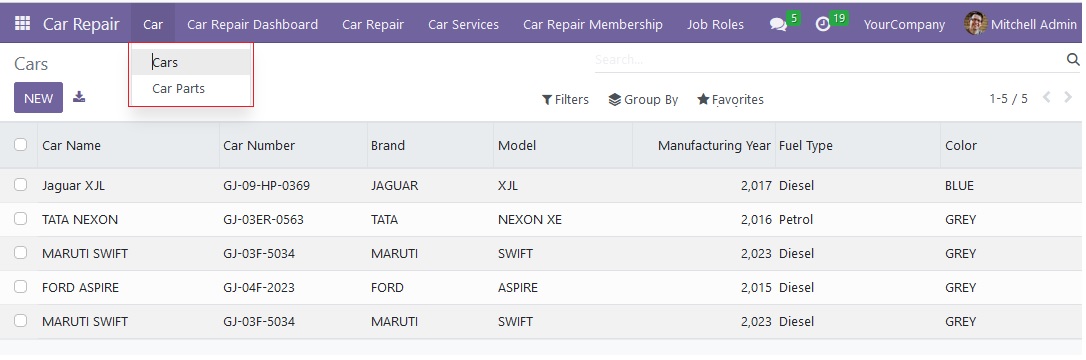 Car Repair Car Car Repair Dashboard Car Repair Car Services Car Repair Membership Job Roles 5 19 YourCompany Mitchell Admin
Cars
Cars
Car Parts
Search...
NEW
Filters Group By Favorites 1-5 / 5
Car Name Car Number Brand Model Manufacturing Year Fuel Type Color
Jaguar XJL GJ-09-HP-0369 JAGUAR XJL 2,017 Diesel BLUE
TATA NEXON GJ-03ER-0563 TATA NEXON XE 2,016 Petrol GREY
MARUTI SWIFT GJ-03F-5034 MARUTI SWIFT 2,023 Diesel GREY
FORD ASPIRE GJ-04F-2023 FORD ASPIRE 2,015 Diesel GREY
MARUTI SWIFT GJ-03F-5034 MARUTI SWIFT 2,023 Diesel GREY